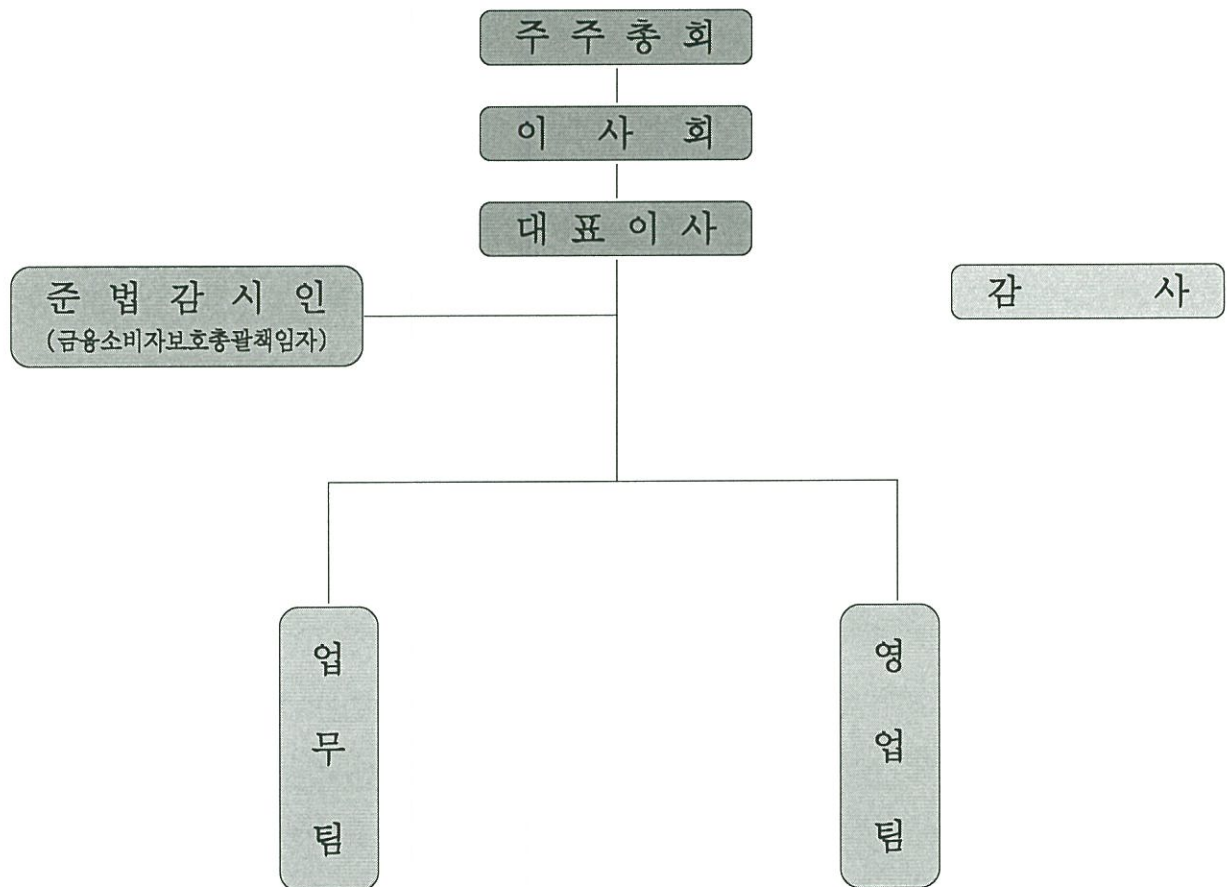 주 주 총 회
이 사 회
대 표 이 사
준 법 감 시 인
(금융소비자보호총괄책임자)
감 사
업
무
팀
영
업
팀